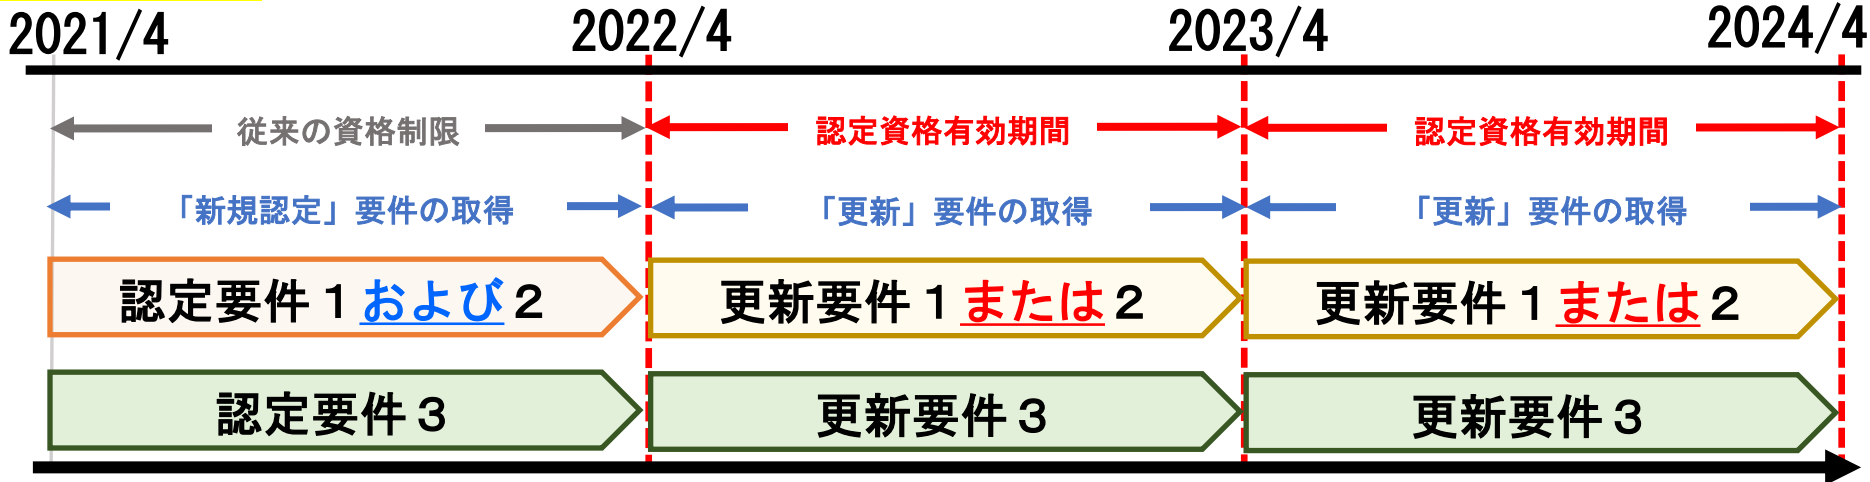 2021/4 2022/4 2023/4 2024/4
従来の資格制限 認定資格有効期間 認定資格有効期間
「新規認定」要件の取得 「更新」要件の取得 「更新」要件の取得
認定要件１および２ 更新要件１または２ 更新要件１または２
認定要件３ 更新要件３ 更新要件３